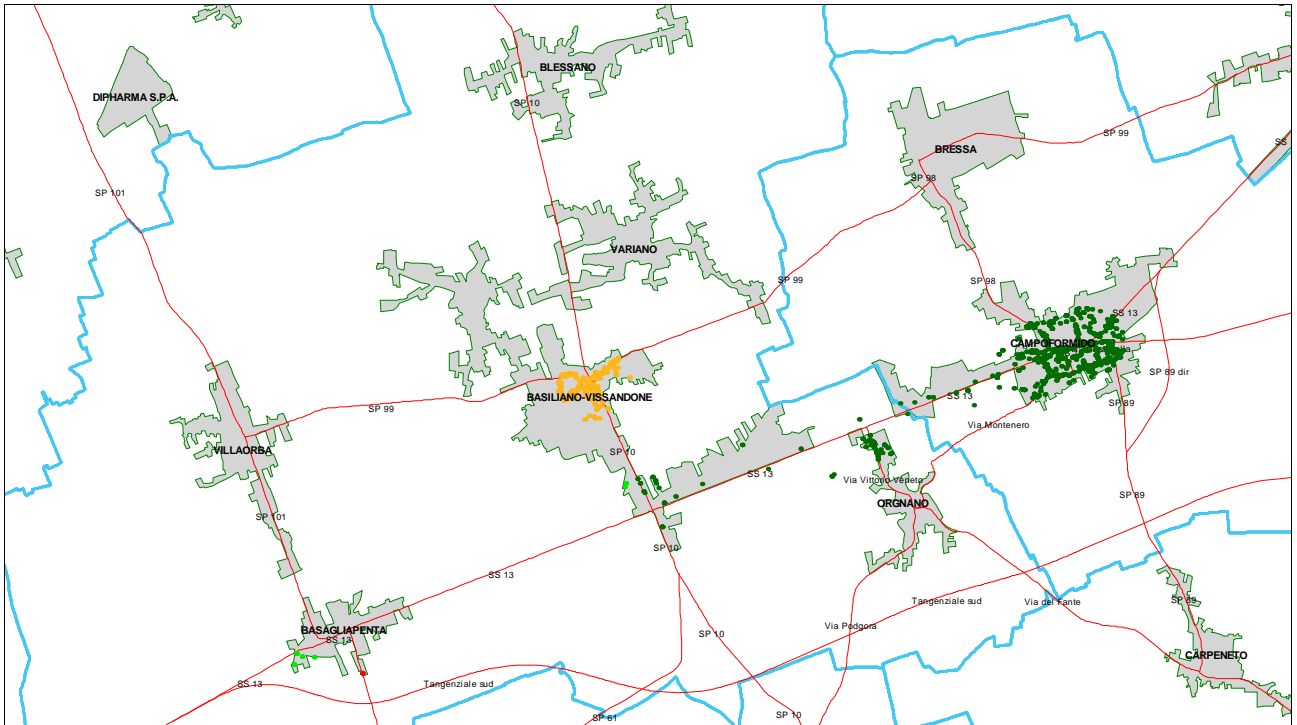 BLESSANO
DIPHARMA S.P.A.
SP 10
SP 99
SS
BRESSA
SP 98
SP 101
VARIANO
SP 99
SP 98
SS 13
CAMPOFORMIDO
SP 89 dir
BASILIANO-VISSANDONE
SS 13
SP 89
SP 99
Via Montenero
VILLAORBA
SP 10
SS 13
Via Vittorio Veneto
SP 89
ORGNANO
SP 101
SP 10
SS 13
Tangenziale sud
Via del Fante
SP 89
Via Podgora
BASAGLIAPENTA
SP 10
SS 13
CARPENETO
SS 13
Tangenziale sud
SP 61
SP 10